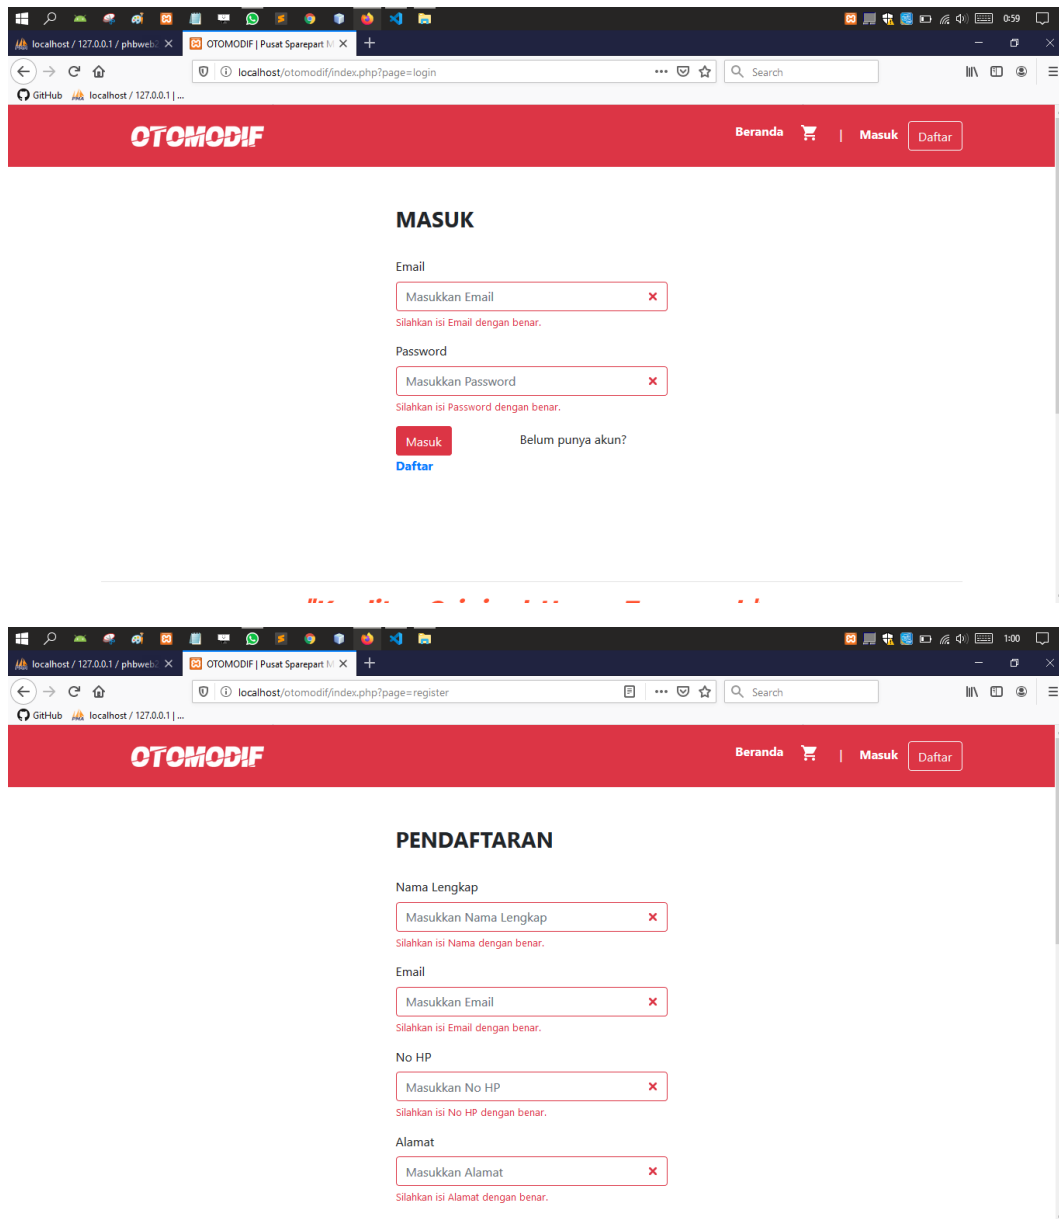 0:59
localhost / 127.0.0.1 / phbweb2
OTOMODIF | Pusat Sparepart M
localhost/otomodif/index.php?page=login
Search
GitHub
localhost / 127.0.0.1 | ...
OTOMODIF
Beranda | Masuk Daftar
MASUK
Email
Masukkan Email
Silahkan isi Email dengan benar.
Password
Masukkan Password
Silahkan isi Password dengan benar.
Masuk Belum punya akun?
Daftar
1:00
localhost / 127.0.0.1 / phbweb2
OTOMODIF | Pusat Sparepart M
localhost/otomodif/index.php?page=register
Search
GitHub
localhost / 127.0.0.1 | ...
OTOMODIF
Beranda | Masuk Daftar
PENDAFTARAN
Nama Lengkap
Masukkan Nama Lengkap
Silahkan isi Nama dengan benar.
Email
Masukkan Email
Silahkan isi Email dengan benar.
No HP
Masukkan No HP
Silahkan isi No HP dengan benar.
Alamat
Masukkan Alamat
Silahkan isi Alamat dengan benar.